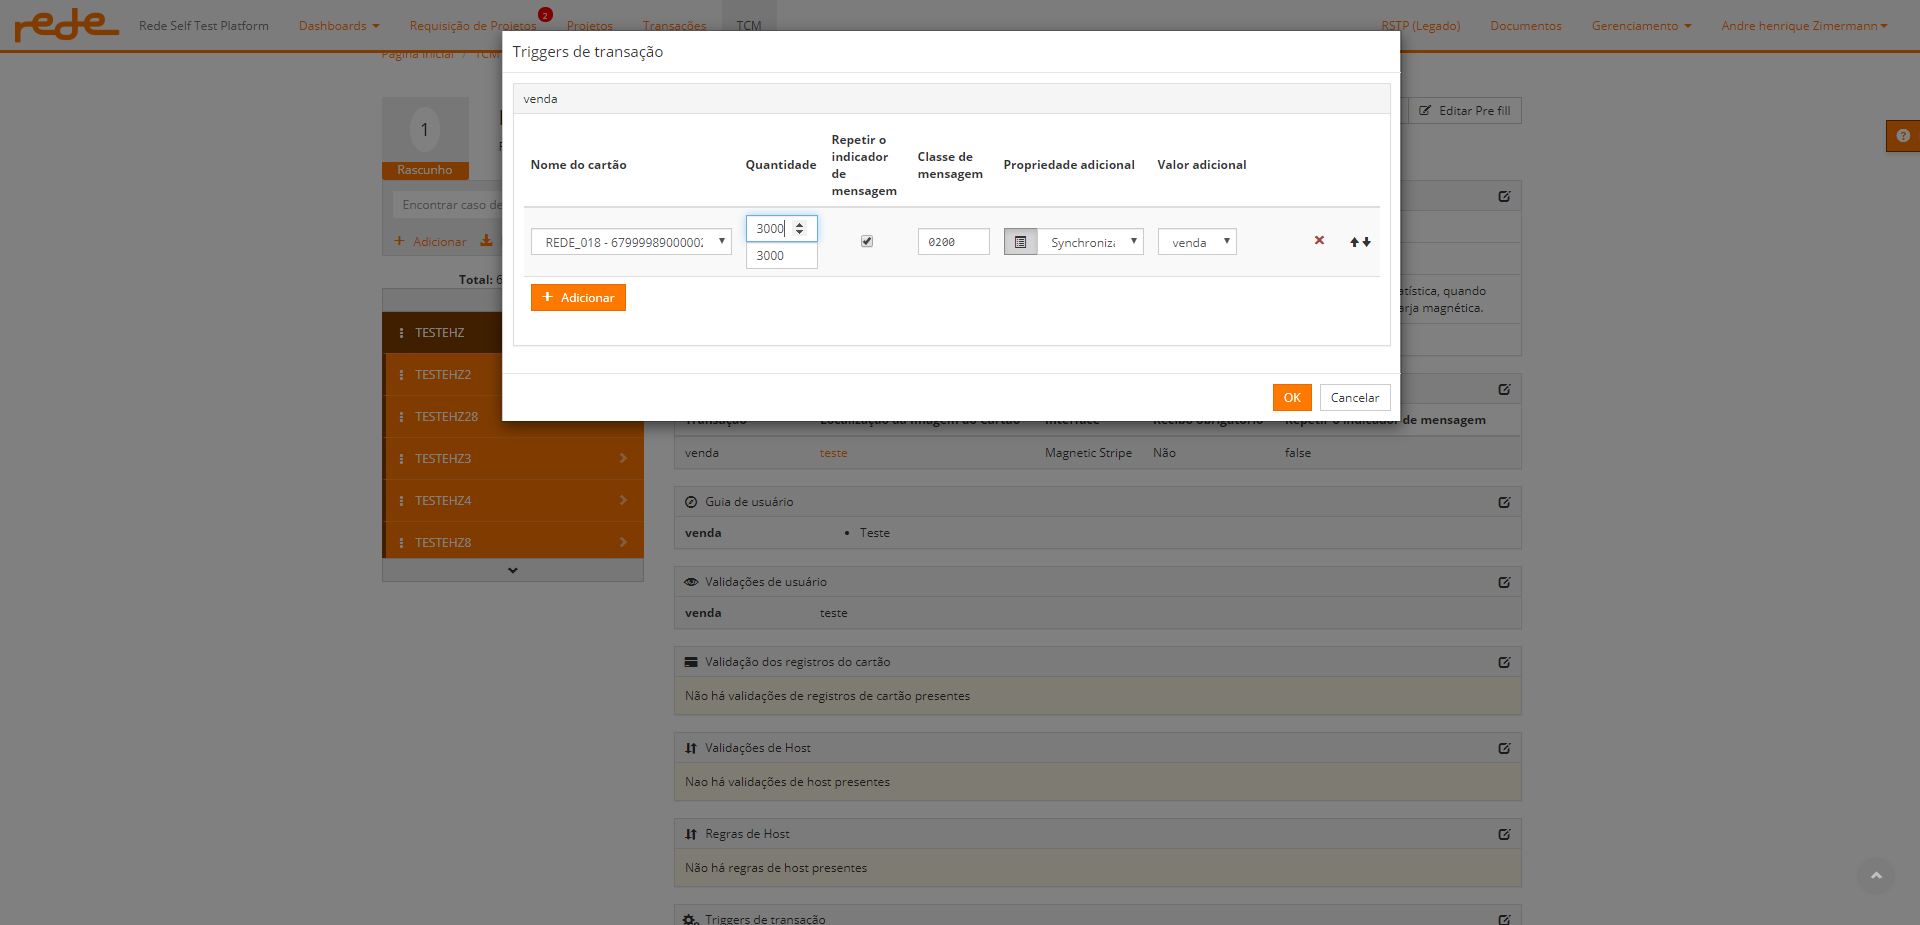 rede
Rede Self Test Platform
Dashboards
Requisição de Projetos
2
Projetos
Transações
TCM
RSTP (Legado)
Documentos
Gerenciamento
Andre henrique Zimermann
Página Inicial / TCM
Triggers de transação
venda
Nome do cartão
Quantidade
Repetir o
indicador
de
mensagem
Classe de
mensagem
Propriedade adicional
Valor adicional
REDE_018 - 67999989000002
3000
3000
0200
Synchroniz
venda
Adicionar
OK
Cancelar
1
Rascunho
Editar Pre fill
Encontrar caso de
Adicionar
Total: 6
TESTEHZ
TESTEHZ2
TESTEHZ28
TESTEHZ3
TESTEHZ4
TESTEHZ8
atística, quando
arja magnética.
Transação
Localização da Imagem do Cartão
Interface
Recibo obrigatório
Repetir o indicador de mensagem
venda
teste
Magnetic Stripe
Não
false
Guia de usuário
venda
• Teste
Validações de usuário
venda
teste
Validação dos registros do cartão
Não há validações de registros de cartão presentes
Validações de Host
Nao há validações de host presentes
Regras de Host
Não há regras de host presentes
Triggers de transação